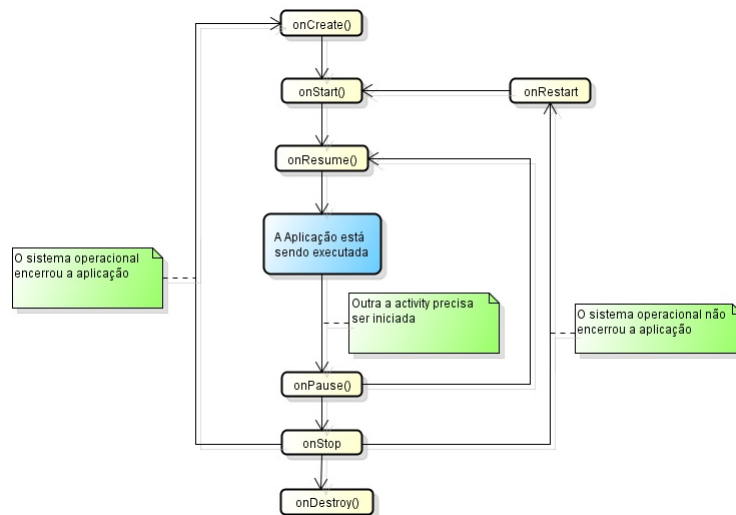 onCreate()
onStart()
onRestart
onResume()
A Aplicação está
sendo executada
O sistema operacional
encerrou a aplicação
Outra a activity precisa
ser iniciada
O sistema operacional não
encerrou a aplicação
onPause()
onStop
onDestroy()